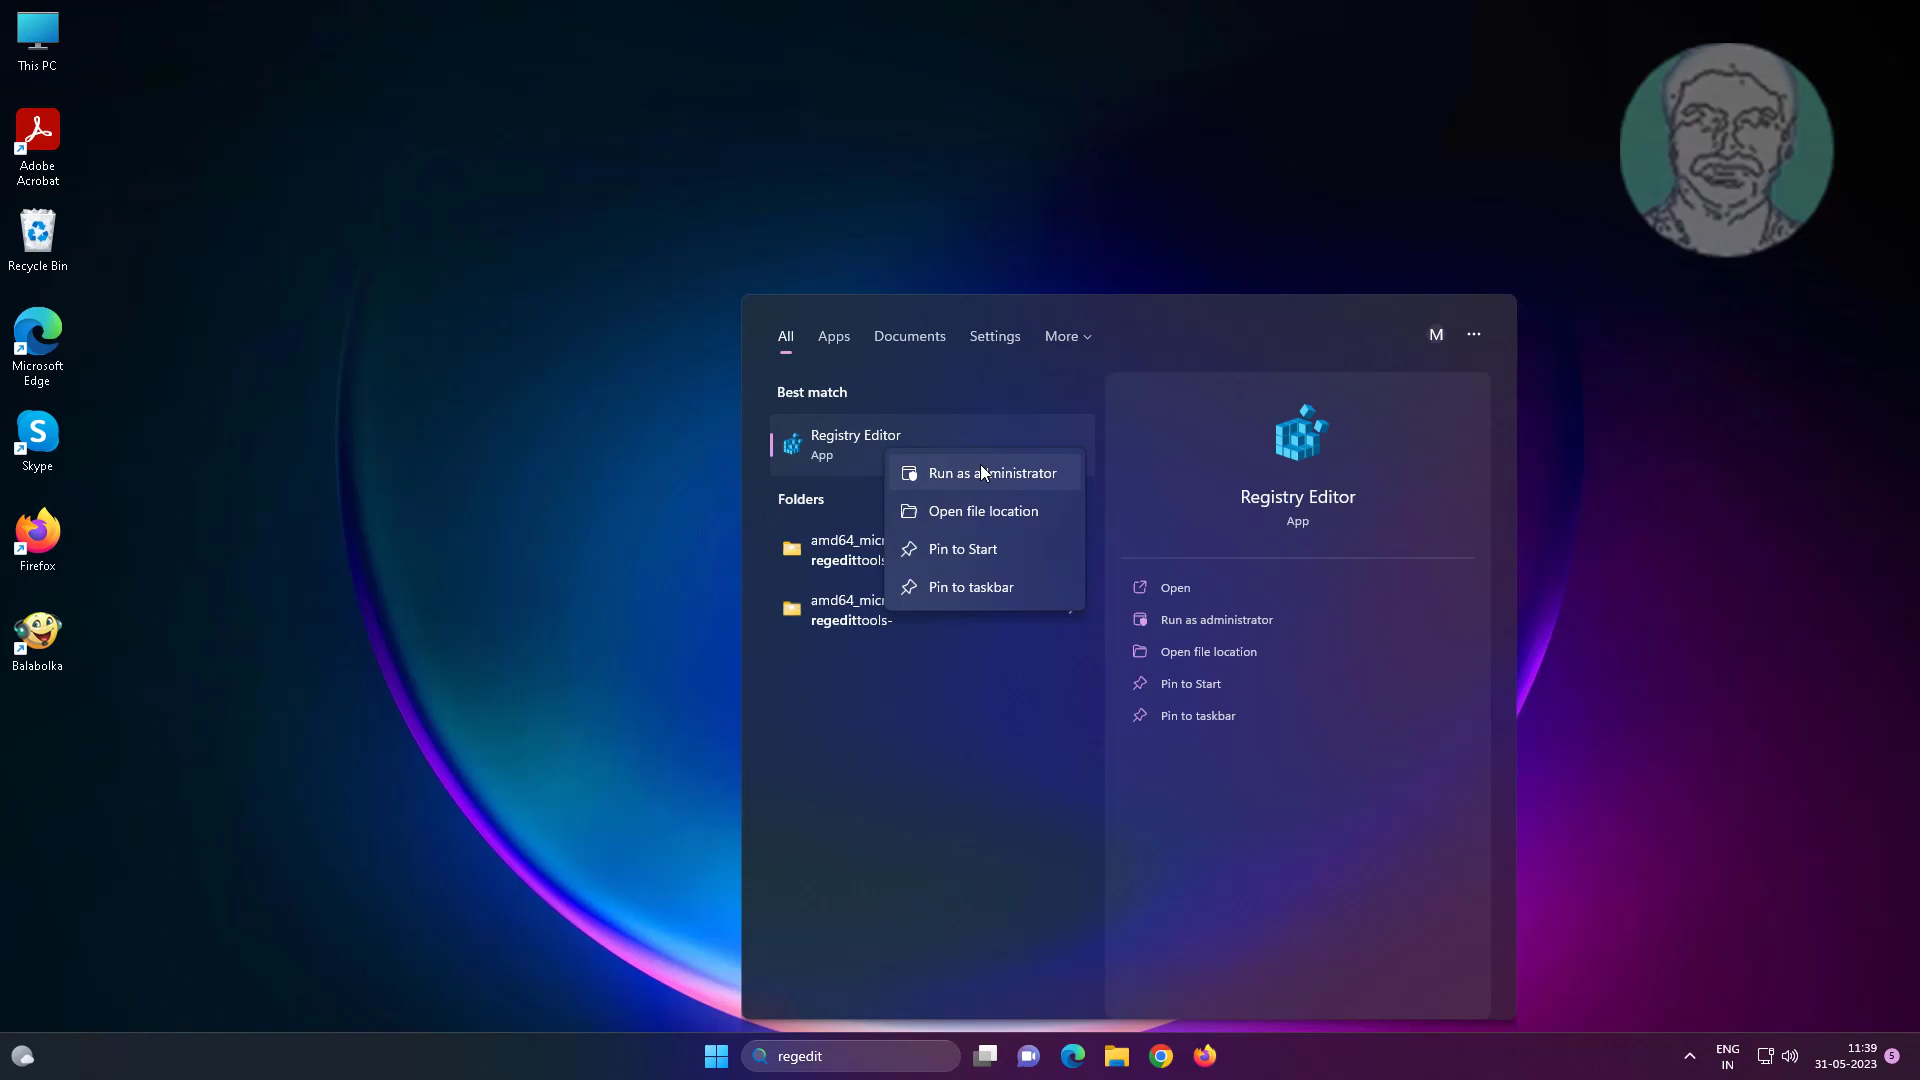 This PC
Adobe
Acrobat
Recycle Bin
Microsoft
Edge
S
Skype
Firefox
Balabolka
All
Apps
Documents
Settings
More
M
Best match
Registry Editor
App
Run as administrator
Open file location
Pin to Start
Pin to taskbar
Folders
amd64_micr
regedittools
amd64_micr
regedittools-
Registry Editor
App
Open
Run as administrator
Open file location
Pin to Start
Pin to taskbar
regedit
ENG
IN
11:39
31-05-2023
5